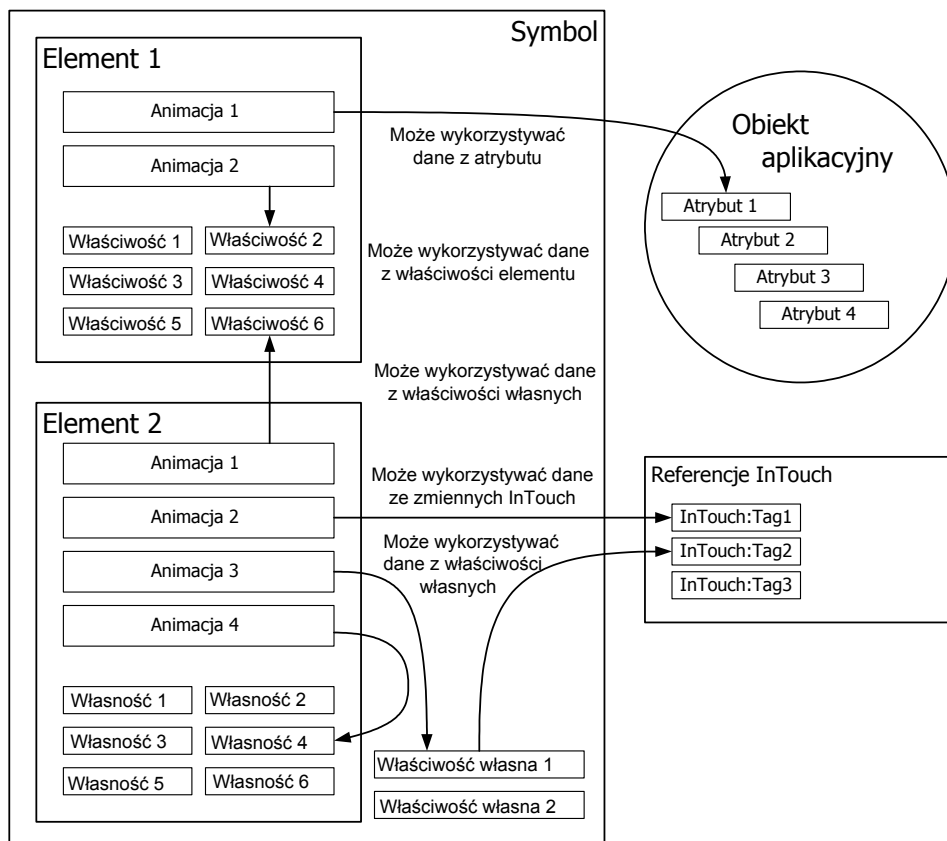 Symbol
Element 1
Animacja 1
Animacja 2
Właściwość 1
Właściwość 2
Właściwość 3
Właściwość 4
Właściwość 5
Właściwość 6
Może wykorzystywać
dane z atrybutu
Może wykorzystywać dane
z właściwości elementu
Może wykorzystywać dane
z właściwości własnych
Obiekt
aplikacyjny
Atrybut 1
Atrybut 2
Atrybut 3
Atrybut 4
Element 2
Animacja 1
Animacja 2
Animacja 3
Animacja 4
Własność 1
Własność 2
Własność 3
Własność 4
Własność 5
Własność 6
Może wykorzystywać dane
ze zmiennych InTouch
Może wykorzystywać
dane z właściwości
własnych
Właściwość własna 1
Właściwość własna 2
Referencje InTouch
InTouch:Tag1
InTouch:Tag2
InTouch:Tag3